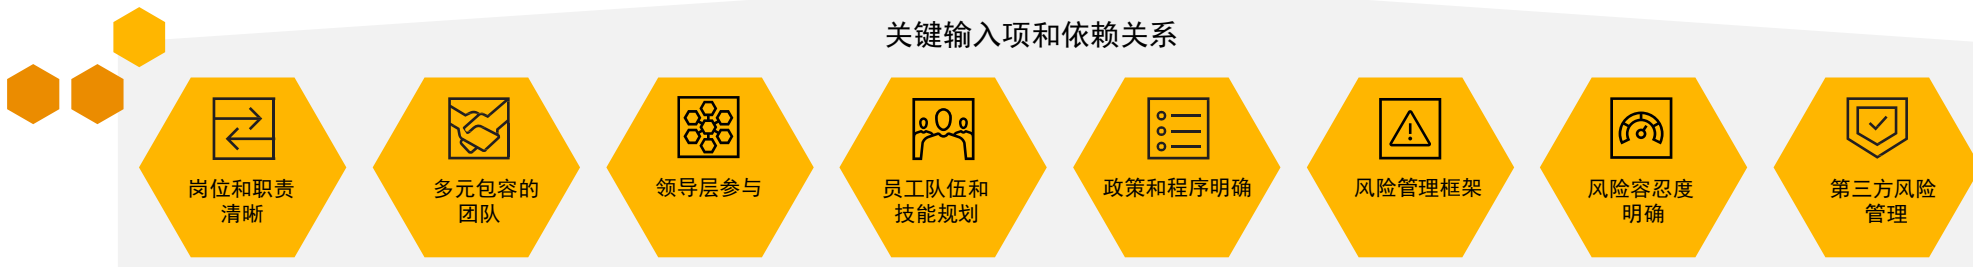 关键输入项和依赖关系
岗位和职责
清晰
多元包容的
团队
领导层参与
员工队伍和
技能规划
政策和程序明确
风险管理框架
风险容忍度
明确
第三方风险
管理